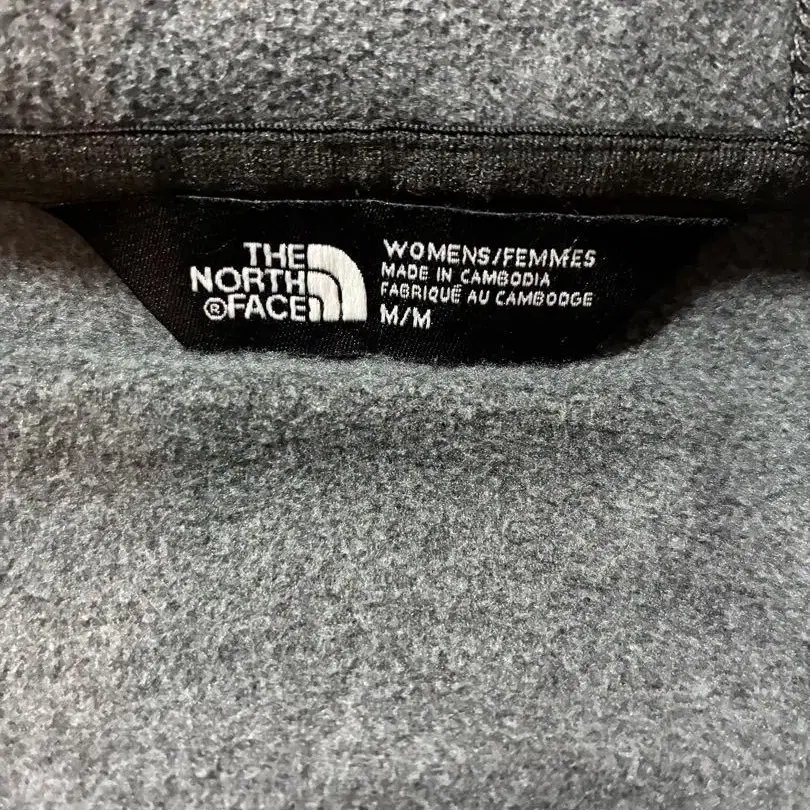 THE
NORTH
®FACE
WOMENS/FEMMES
MADE IN CAMBODIA
FABRIQUÉ AU CAMBODGE
M/M